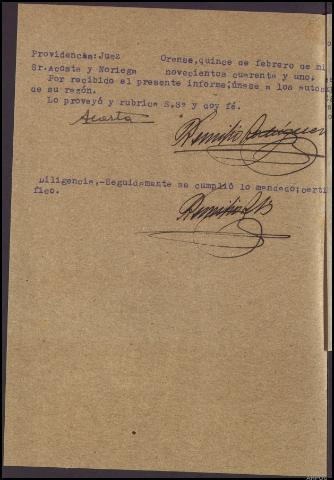 Providencia:Juez Orense,quince de febrero de mil
Sr.Acosta y Noriega novecientos cuarenta y uno.
Por recibido el presente informe;únase a los autos
de su razón.
Lo proveyó y rubrica S.Sª y doy fé.
Acosta
Remigio Rodríguez
Diligencia.-Seguidamente se cumplió lo mandado;certi
fico.